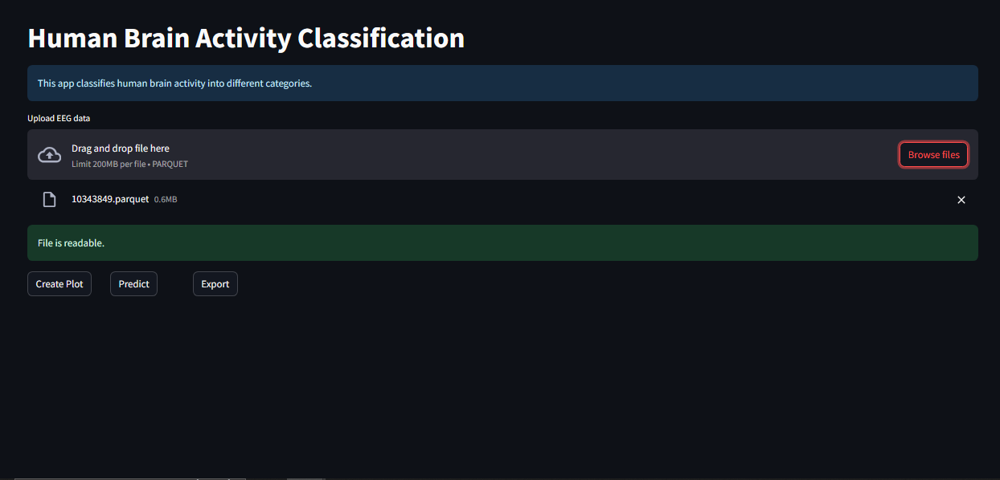 Human Brain Activity Classification
This app classifies human brain activity into different categories.
Upload EEG data
Drag and drop file here
Limit 200MB per file • PARQUET
Browse files
10343849.parquet 0.6MB
File is readable.
Create Plot Predict Export